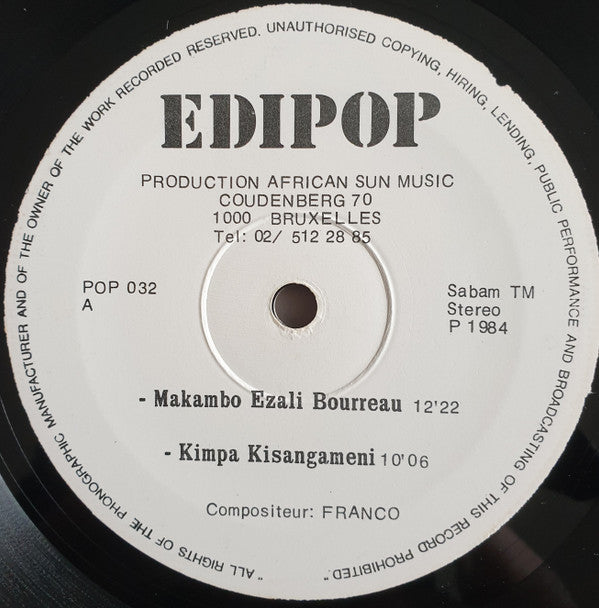 EDIPOP
PRODUCTION AFRICAN SUN MUSIC
COUDENBERG 70
1000 BRUXELLES
Tel: 02/ 512 28 85
POP 032
A
Sabam TM
Stereo
P 1984
- Makambo Ezali Bourreau 12'22
- Kimpa Kisangameni 10'06
Compositeur: FRANCO
"ALL RIGHTS OF THE PHONOGRAPHIC MANUFACTURER AND OF THE OWNER OF THE WORK RECORDED RESERVED. UNAUTHORISED COPYING, HIRING, LENDING, PUBLIC PERFORMANCE AND BROADCASTING OF THIS RECORD PROHIBITED."